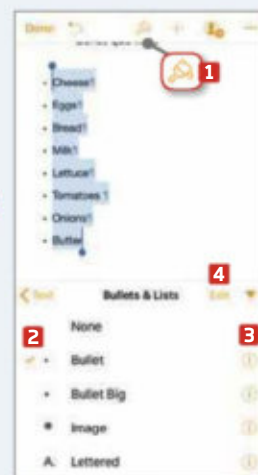 Done
1
• Cheese¶
• Eggs¶
• Bread¶
• Milk¶
• Lettuce¶
• Tomatoes¶
• Onions¶
• Butter
4
Text Bullets & Lists Edit
None
2 3
• Bullet
• Bullet Big
• Image
A. Lettered